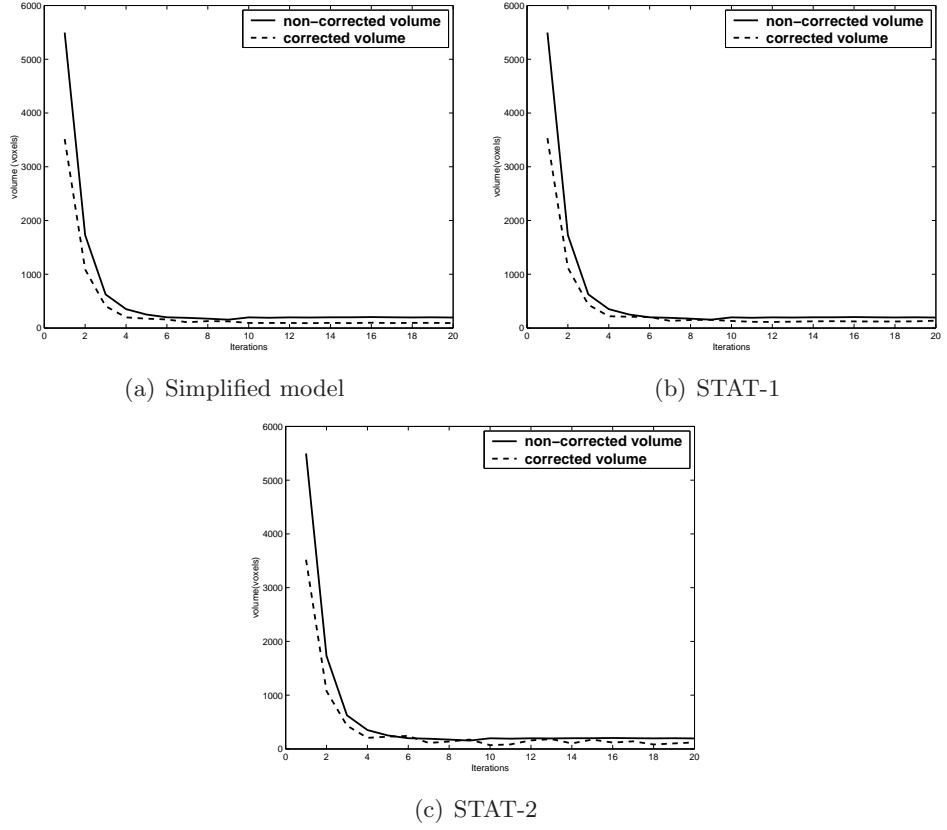 6000
5000
4000
3000
2000
1000
0
volume (voxels)
non−corrected volume
corrected volume
0 2 4 6 8 10 12 14 16 18 20
Iterations
(a) Simplified model
6000
5000
4000
3000
2000
1000
0
volume(voxels)
non−corrected volume
corrected volume
0 2 4 6 8 10 12 14 16 18 20
Iterations
(b) STAT-1
6000
5000
4000
3000
2000
1000
0
volume(voxels)
non−corrected volume
corrected volume
0 2 4 6 8 10 12 14 16 18 20
Iterations
(c) STAT-2